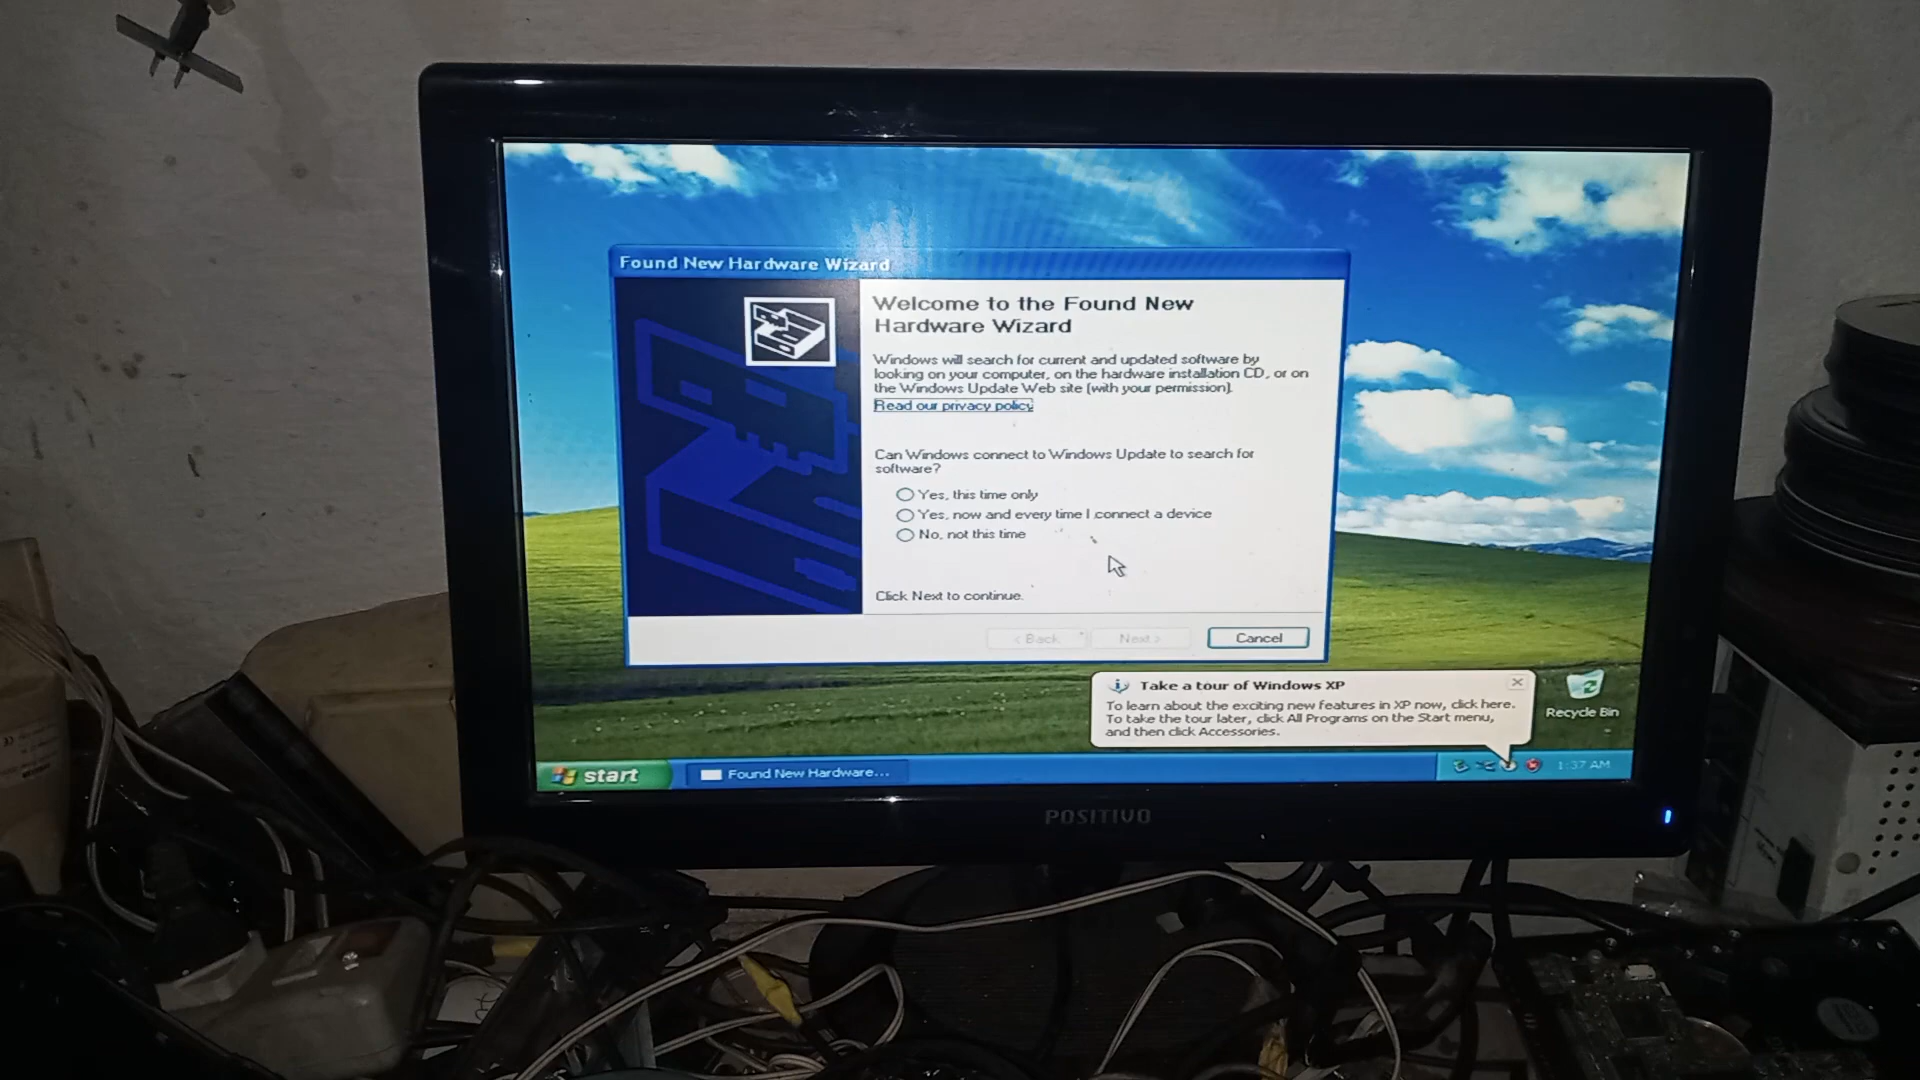 Found New Hardware Wizard
Welcome to the Found New
Hardware Wizard
Windows will search for current and updated software by
looking on your computer, on the hardware installation CD, or on
the Windows Update Web site (with your permission).
Read our privacy policy
Can Windows connect to Windows Update to search for
software?
Yes, this time only
Yes, now and every time I connect a device
No, not this time
Click Next to continue.
< Back
Next >
Cancel
Take a tour of Windows XP
To learn about the exciting new features in XP now, click here.
To take the tour later, click All Programs on the Start menu,
and then click Accessories.
Recycle Bin
start
Found New Hardware...
1:37 AM
POSITIVO